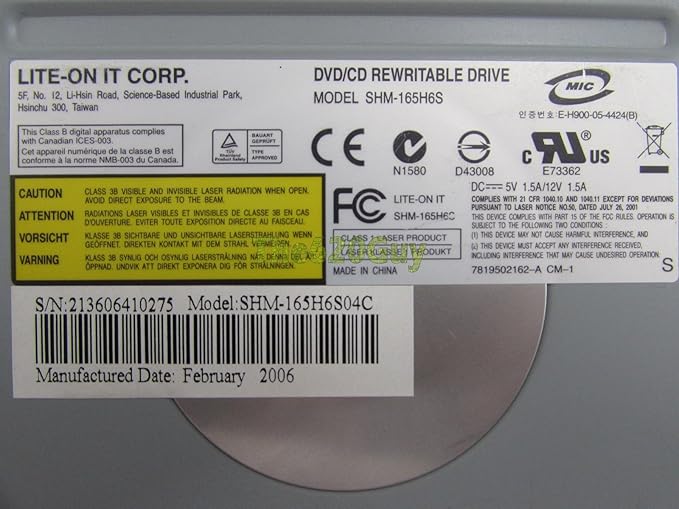 LITE-ON IT CORP.
5F, No. 12, Li-Hsin Road, Science-Based Industrial Park,
Hsinchu 300, Taiwan
DVD/CD REWRITABLE DRIVE
MODEL SHM-165H6S
MIC
인증번호: E-H900-05-4424(B)
This Class B digital apparatus complies
with Canadian ICES-003.
Cet appareil numérique de la classe B est
conforme à la norme NMB-003 du Canada.
TÜV
Rheinland
Product Safety
BAUART
GEPRÜFT
TYPE
APPROVED
CE
N1580
D43008
C RU US
E73362
CAUTION
CLASS 3B VISIBLE AND INVISIBLE LASER RADIATION WHEN OPEN.
AVOID DIRECT EXPOSURE TO THE BEAM.
ATTENTION
RADIATIONS LASER VISIBLES ET INVISIBLES DE CLASSE 3B EN CAS
D'OUVERTURE. EVITER TOUTE EXPOSITION DIRECTE AU FAISCEAU.
VORSICHT
KLASSE 3B SICHTBARE UND UNSICHTBARE LASERSTRAHLUNG WENN
GEÖFFNET. DIREKTEN KONTAKT MIT DEM STRAHL VERMEIDEN.
VARNING
KLASS 3B SYNLIG OCH OSYNLIG LASERSTRÅLNING NÄR DENNA DEL ÄR
ÖPPNAD. UNDVIK ATT DIREKT EXPONERA DIG FÖR STRÅLNINGEN.
FC
LITE-ON IT
SHM-165H6S
CLASS 1 LASER PRODUCT
LASER KLASSE 1 PRODUKT
MADE IN CHINA
DC 5V 1.5A/12V 1.5A
COMPLIES WITH 21 CFR 1040.10 AND 1040.11 EXCEPT FOR DEVIATIONS
PURSUANT TO LASER NOTICE NO.50, DATED JULY 26, 2001
THIS DEVICE COMPLIES WITH PART 15 OF THE FCC RULES. OPERATION IS
SUBJECT TO THE FOLLOWING TWO CONDITIONS: (1) THIS DEVICE MAY
NOT CAUSE HARMFUL INTERFERENCE, AND
(2) THIS DEVICE MUST ACCEPT ANY INTERFERENCE RECEIVED,
INCLUDING INTERFERENCE THAT MAY CAUSE UNDESIRED OPERATION.
7819502162-A CM-1
S
The428Guy
S/N:213606410275 Model:SHM-165H6S04C
Manufactured Date: February 2006